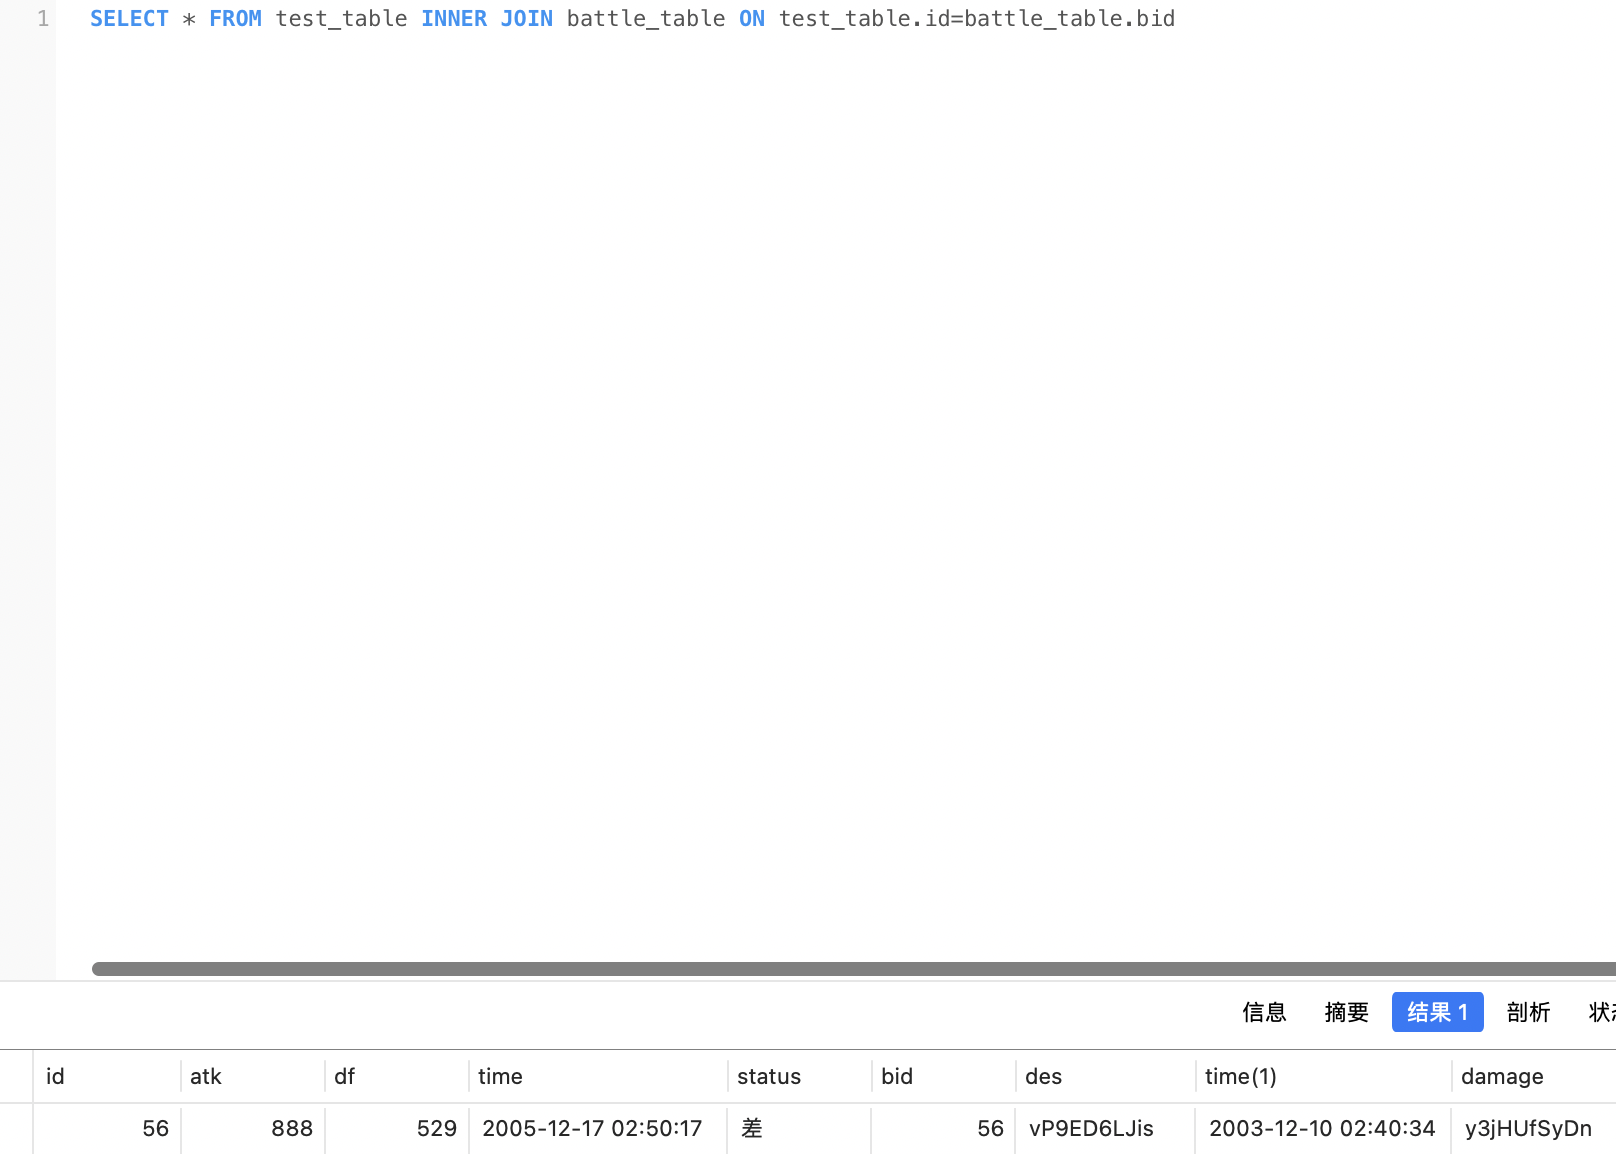 1 SELECT * FROM test_table INNER JOIN battle_table ON test_table.id=battle_table.bid
信息 摘要 结果 1 剖析 状
id atk df time status bid des time(1) damage
56 888 529 2005-12-17 02:50:17 差 56 vP9ED6LJis 2003-12-10 02:40:34 y3jHUfSyDn